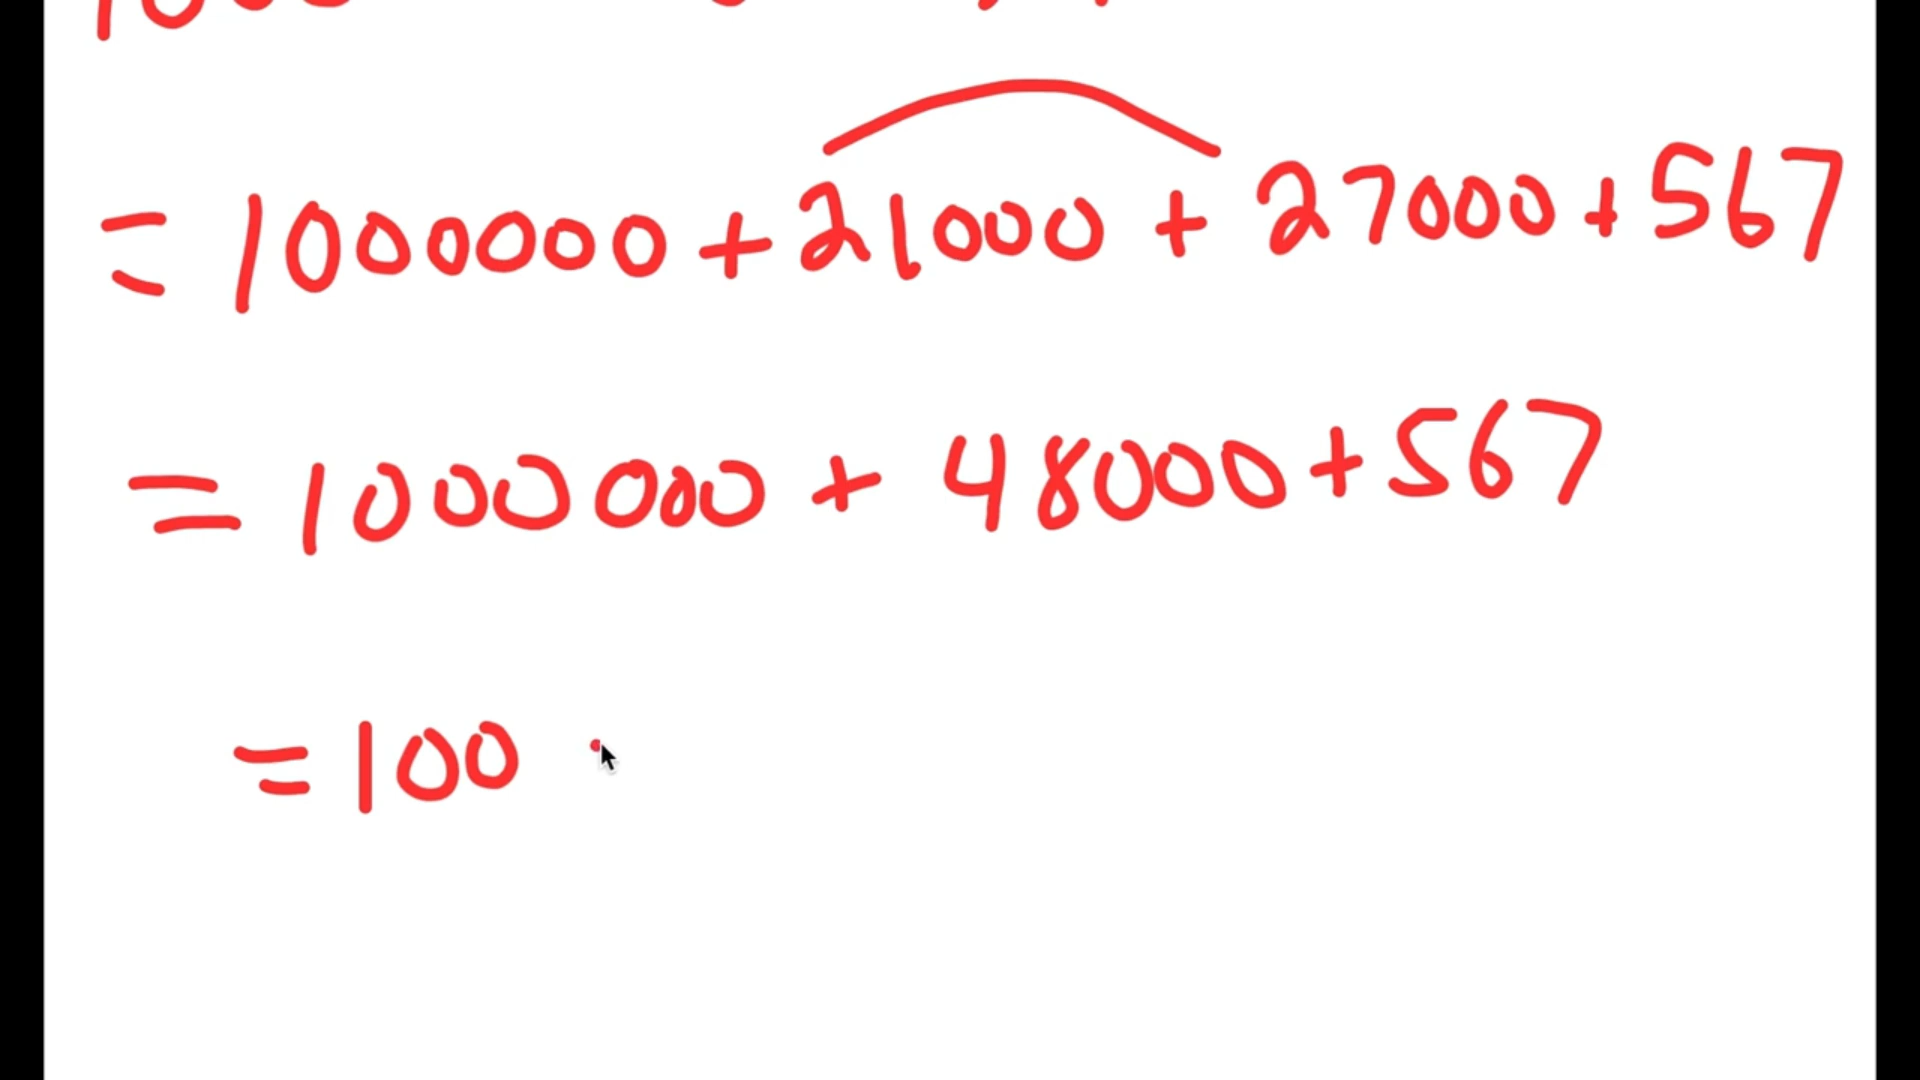 = 1000000 + 21000 + 27000 + 567
= 1000000 + 48000 + 567
= 100